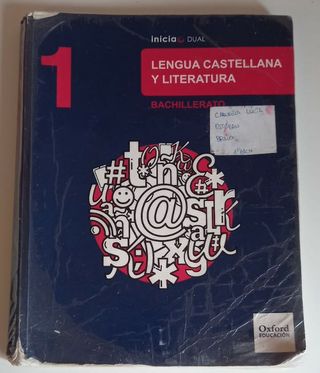 inicia DUAL
1
LENGUA CASTELLANA
Y LITERATURA
BACHILLERATO
Oxford
EDUCACIÓN